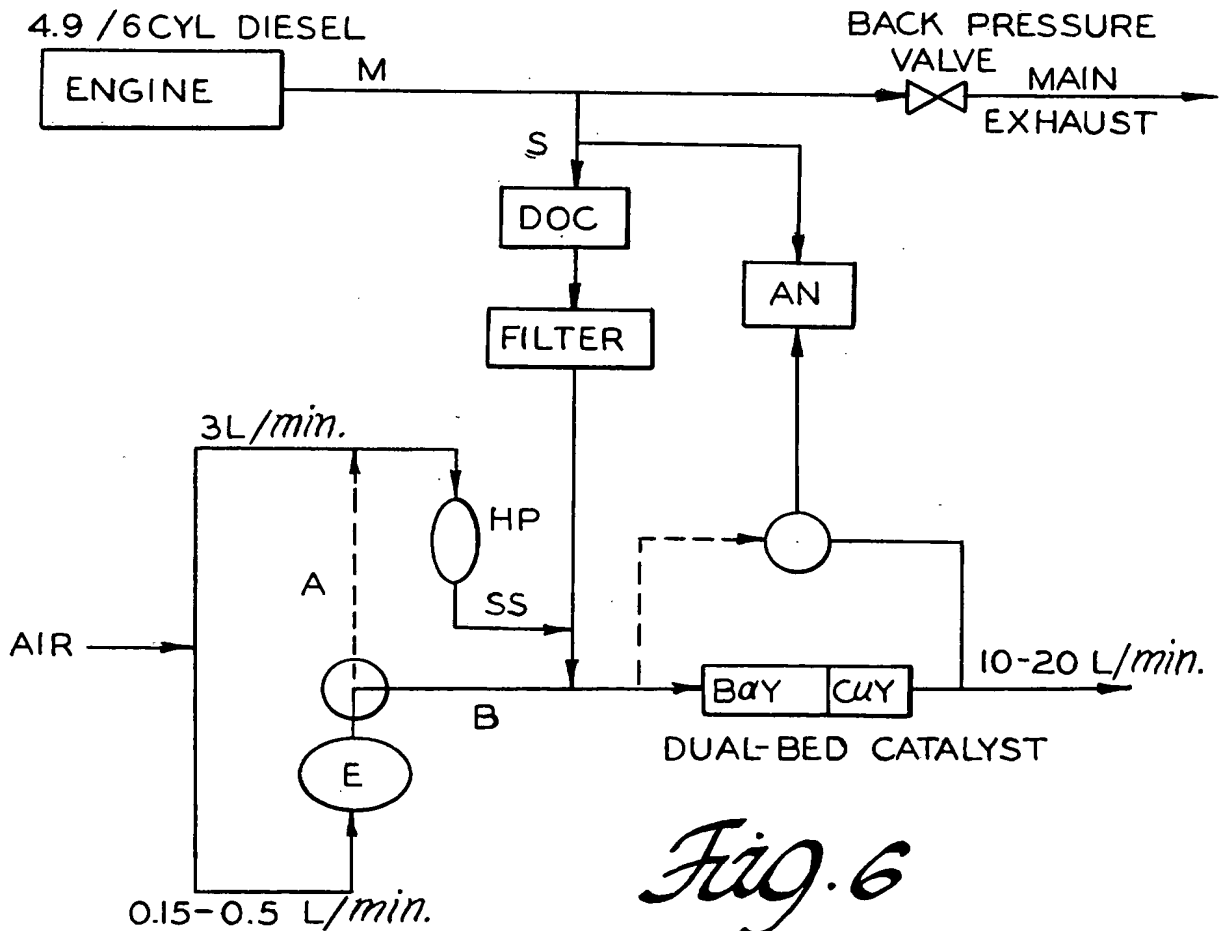 4.9 / 6CYL DIESEL
ENGINE
M
BACK PRESSURE
VALVE
MAIN
EXHAUST
S
DOC
AN
FILTER
3L/min.
HP
A
SS
AIR
B
E
BaY
CuY
10-20 L/min.
DUAL-BED CATALYST
0.15-0.5 L/min.
Fig. 6